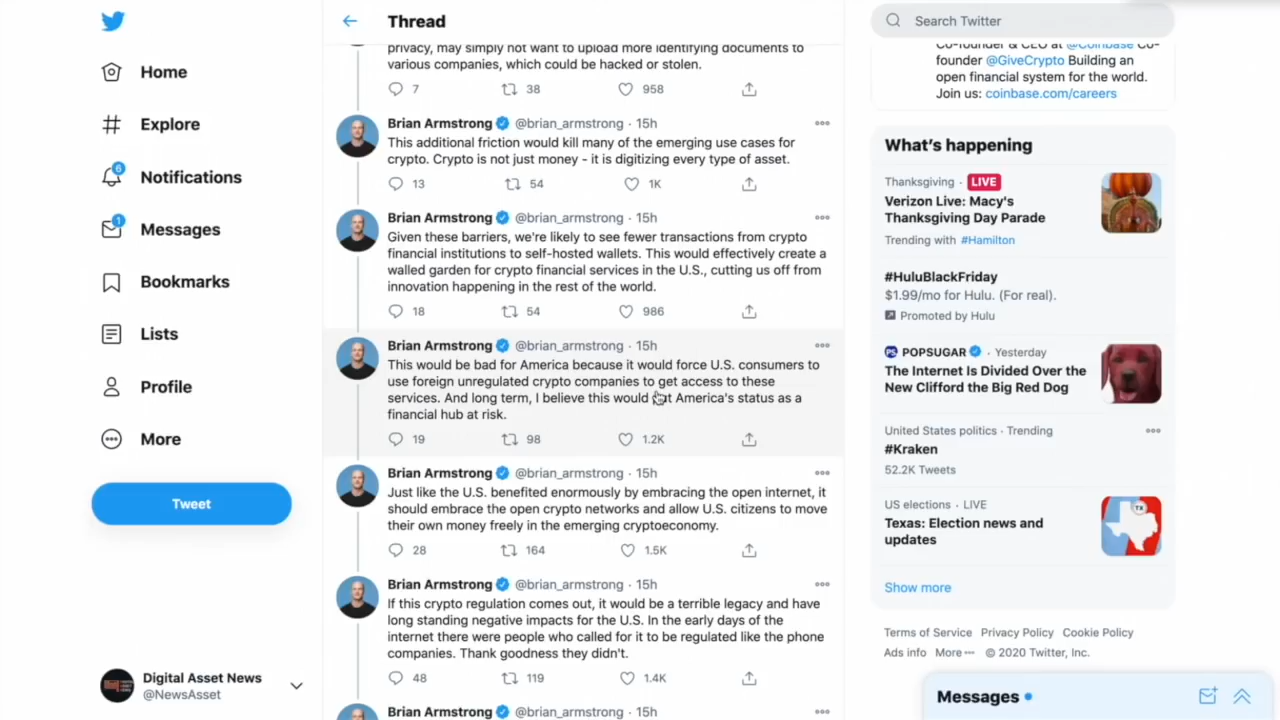 Home
Explore
6
Notifications
1
Messages
Bookmarks
Lists
Profile
More
Tweet
Digital Asset News
@NewsAsset
Thread
privacy, may simply not want to upload more identifying documents to
various companies, which could be hacked or stolen.
7 38 958
Brian Armstrong @brian_armstrong · 15h
This additional friction would kill many of the emerging use cases for
crypto. Crypto is not just money - it is digitizing every type of asset.
13 54 1K
Brian Armstrong @brian_armstrong · 15h
Given these barriers, we're likely to see fewer transactions from crypto
financial institutions to self-hosted wallets. This would effectively create a
walled garden for crypto financial services in the U.S., cutting us off from
innovation happening in the rest of the world.
18 54 986
Brian Armstrong @brian_armstrong · 15h
This would be bad for America because it would force U.S. consumers to
use foreign unregulated crypto companies to get access to these
services. And long term, I believe this would put America's status as a
financial hub at risk.
19 98 1.2K
Brian Armstrong @brian_armstrong · 15h
Just like the U.S. benefited enormously by embracing the open internet, it
should embrace the open crypto networks and allow U.S. citizens to move
their own money freely in the emerging cryptoeconomy.
28 164 1.5K
Brian Armstrong @brian_armstrong · 15h
If this crypto regulation comes out, it would be a terrible legacy and have
long standing negative impacts for the U.S. In the early days of the
internet there were people who called for it to be regulated like the phone
companies. Thank goodness they didn't.
48 119 1.4K
Brian Armstrong @brian_armstrong · 15h
Search Twitter
Co-founder & CEO at @Coinbase Co-
founder @GiveCrypto Building an
open financial system for the world.
Join us: coinbase.com/careers
What's happening
Thanksgiving · LIVE
Verizon Live: Macy's
Thanksgiving Day Parade
Trending with #Hamilton
#HuluBlackFriday
$1.99/mo for Hulu. (For real).
Promoted by Hulu
PS POPSUGAR · Yesterday
The Internet Is Divided Over the
New Clifford the Big Red Dog
United States politics · Trending
#Kraken
52.2K Tweets
US elections · LIVE
Texas: Election news and
updates
TX
Show more
Terms of Service Privacy Policy Cookie Policy
Ads info More © 2020 Twitter, Inc.
Messages